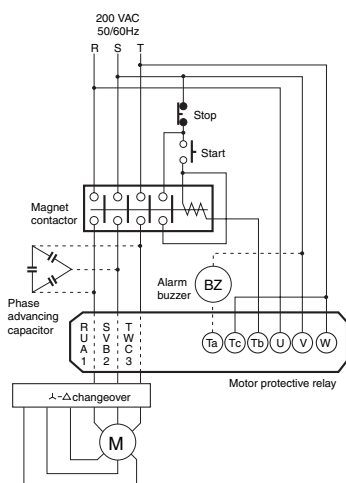 200 VAC
50/60Hz
R S T
Stop
Start
Magnet
contactor
Alarm
buzzer
BZ
Phase
advancing
capacitor
R S T
U V W
A B C
1 2 3
Ta Tc Tb U V W
Motor protective relay
⅄-△changeover
M